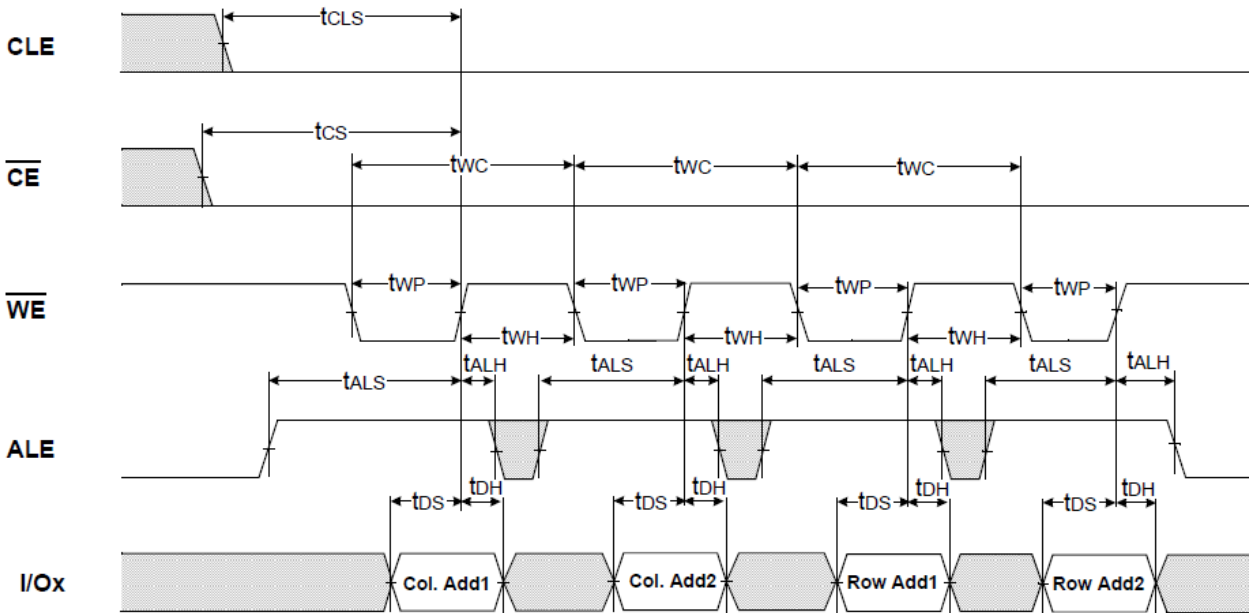 tCLS
CLE
tCS
CE
tWC tWC tWC
tWP tWP tWP tWP
WE
tWH tWH tWH
tALS tALH tALS tALH tALS tALH tALS tALH
ALE
tDS tDH tDS tDH tDS tDH tDS tDH
I/Ox Col. Add1 Col. Add2 Row Add1 Row Add2